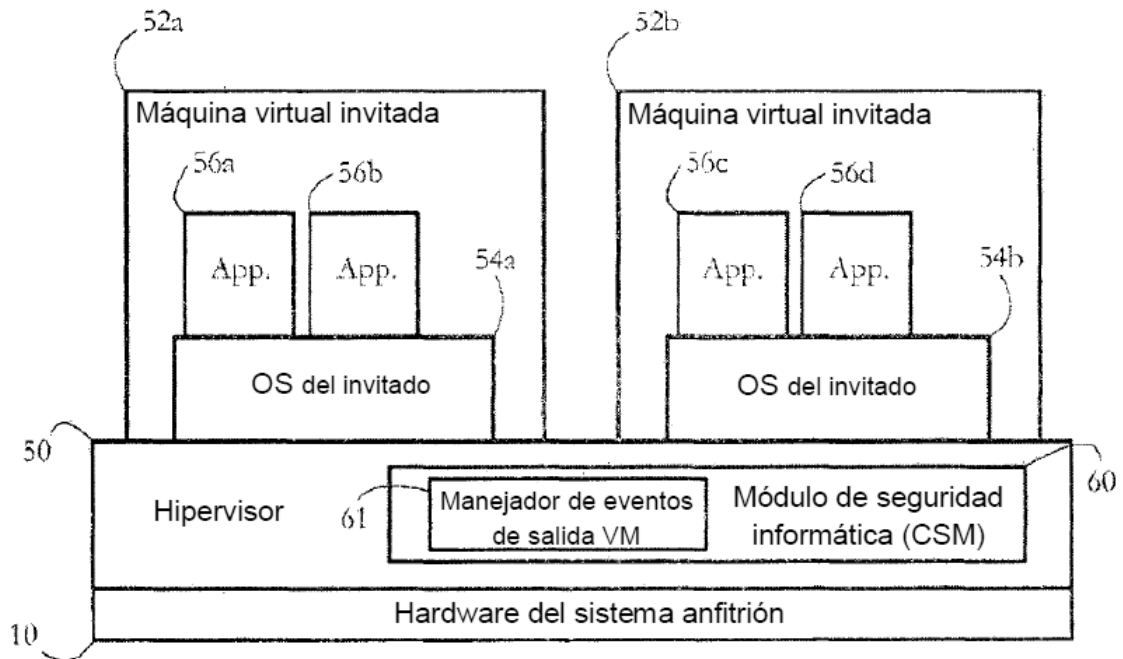 52a
52b
Máquina virtual invitada
Máquina virtual invitada
56a
56b
56c
56d
App.
App.
54a
App.
App.
54b
OS del invitado
OS del invitado
50
60
Hipervisor
61
Manejador de eventos
de salida VM
Módulo de seguridad
informática (CSM)
Hardware del sistema anfitrión
10